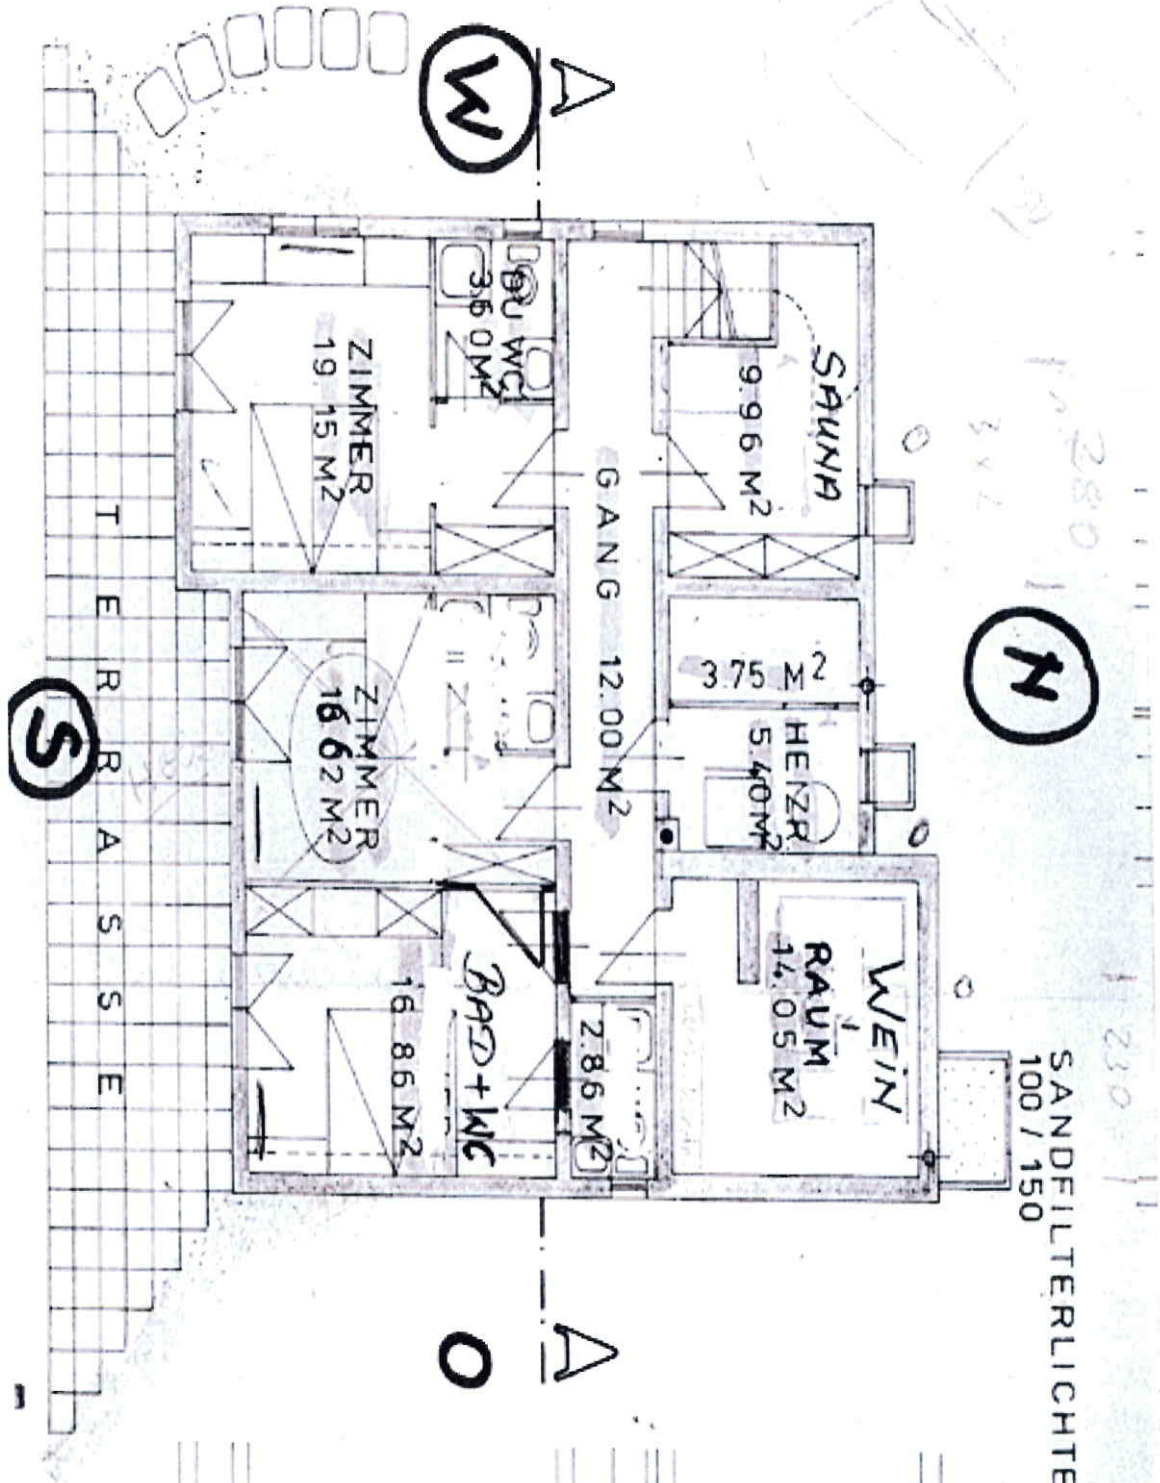 W
A
SAUNA
9.96 M²
DU WC
3.60 M²
ZIMMER
19 15 M²
GANG 12.00 M²
3.75 M²
HEIZR
5.40 M²
N
ZIMMER
16 62 M²
TERRASSE
S
WEIN
RAUM
14.05 M²
BAD+WC
16 86 M²
2.86 M²
SANDFILTERLICHTE
100 / 150
O
A